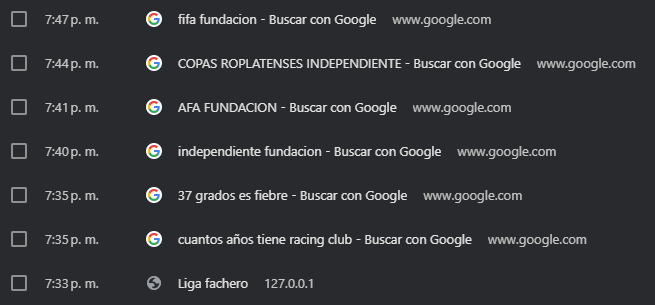 7:47 p. m. fifa fundacion - Buscar con Google www.google.com
7:44 p. m. COPAS ROPLATENSES INDEPENDIENTE - Buscar con Google www.google.com
7:41 p. m. AFA FUNDACION - Buscar con Google www.google.com
7:40 p. m. independiente fundacion - Buscar con Google www.google.com
7:35 p. m. 37 grados es fiebre - Buscar con Google www.google.com
7:35 p. m. cuantos años tiene racing club - Buscar con Google www.google.com
7:33 p. m. Liga fachero 127.0.0.1